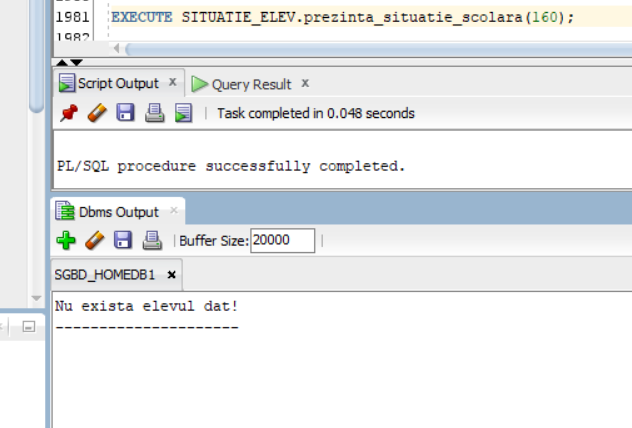 1981 EXECUTE SITUATIE_ELEV.prezinta_situatie_scolara(160);
1982
Script Output x Query Result x
Task completed in 0.048 seconds
PL/SQL procedure successfully completed.
Dbms Output x
Buffer Size: 20000
SGBD_HOMEDB1 x
Nu exista elevul dat!
---------------------